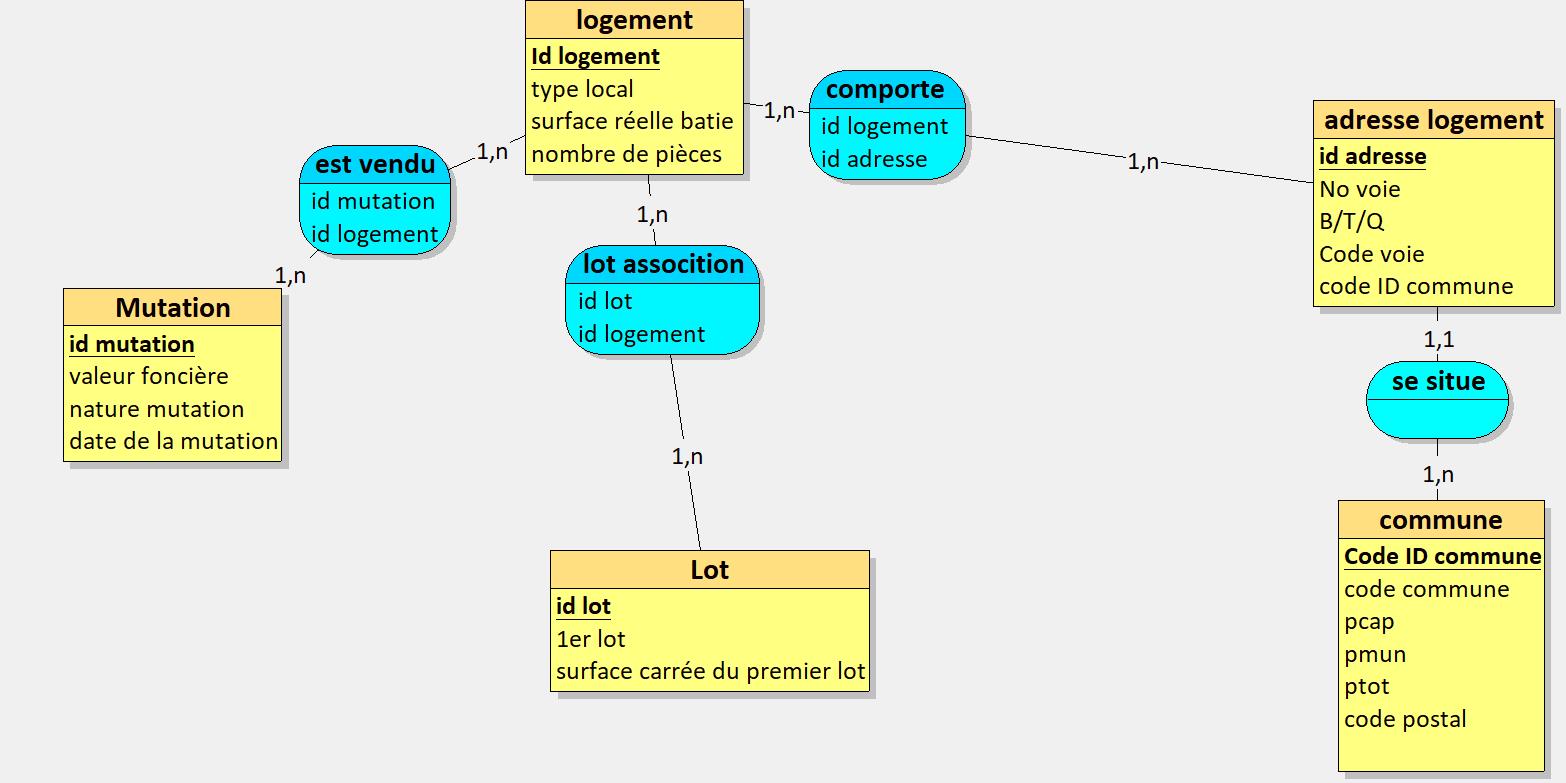 logement
Id logement
type local
surface réelle batie
nombre de pièces
1,n
comporte
id logement
id adresse
1,n
adresse logement
id adresse
No voie
B/T/Q
Code voie
code ID commune
1,n
est vendu
id mutation
id logement
1,n
Mutation
id mutation
valeur foncière
nature mutation
date de la mutation
1,n
lot assocition
id lot
id logement
1,n
Lot
id lot
1er lot
surface carrée du premier lot
1,1
se situe
1,n
commune
Code ID commune
code commune
pcap
pmun
ptot
code postal